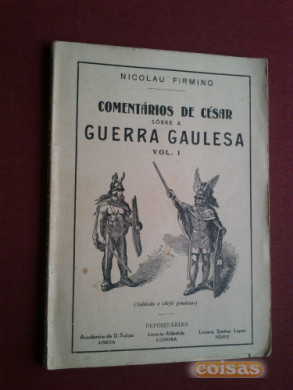 NICOLAU FIRMINO
COMENTÁRIOS DE CÉSAR
SÔBRE A
GUERRA GAULESA
VOL. I
(Soldado e chefe gauleses)
DEPOSITÁRIAS
Académica de D. Felipa
LISBOA
Livraria Atlântida
COIMBRA
Livraria Simões Lopes
PÔRTO
coisas